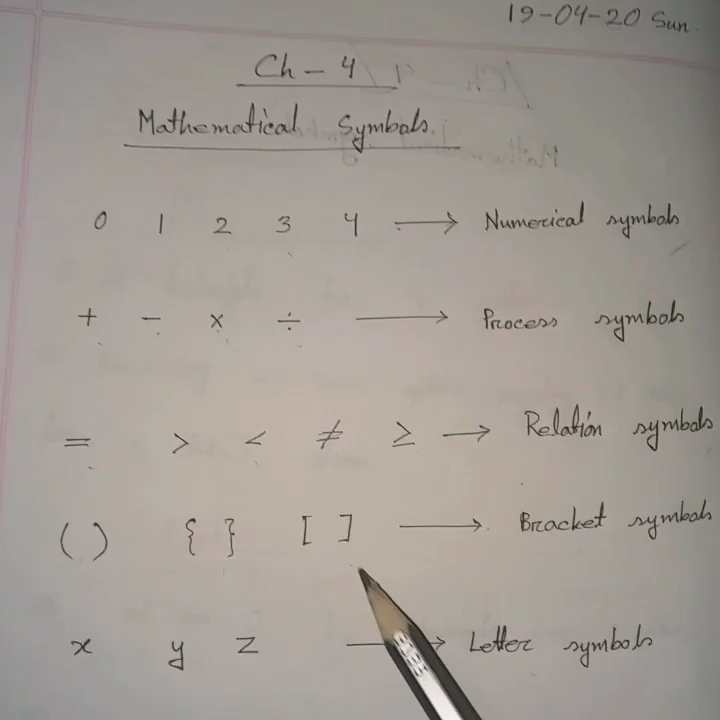 19-04-20 Sun.
Ch - 4
Mathematical Symbols.
0 1 2 3 4 → Numerical symbols
+ - × ÷ → Process symbols
= > < ≠ ≥ → Relation symbols
( ) { } [ ] → Bracket symbols
x y z → Letter symbols